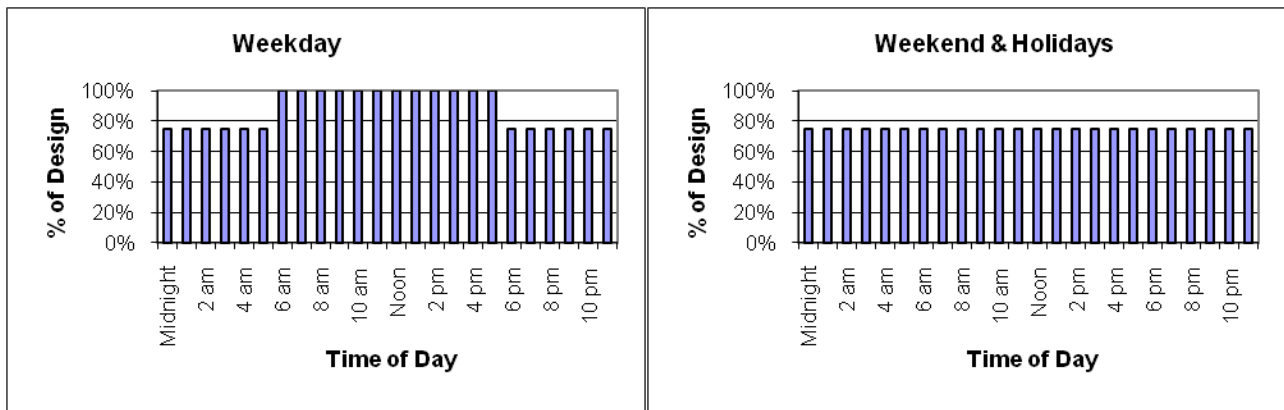 Weekday
% of Design
100%
80%
60%
40%
20%
0%
Midnight
2 am
4 am
6 am
8 am
10 am
Noon
2 pm
4 pm
6 pm
8 pm
10 pm
Time of Day
Weekend & Holidays
% of Design
100%
80%
60%
40%
20%
0%
Midnight
2 am
4 am
6 am
8 am
10 am
Noon
2 pm
4 pm
6 pm
8 pm
10 pm
Time of Day